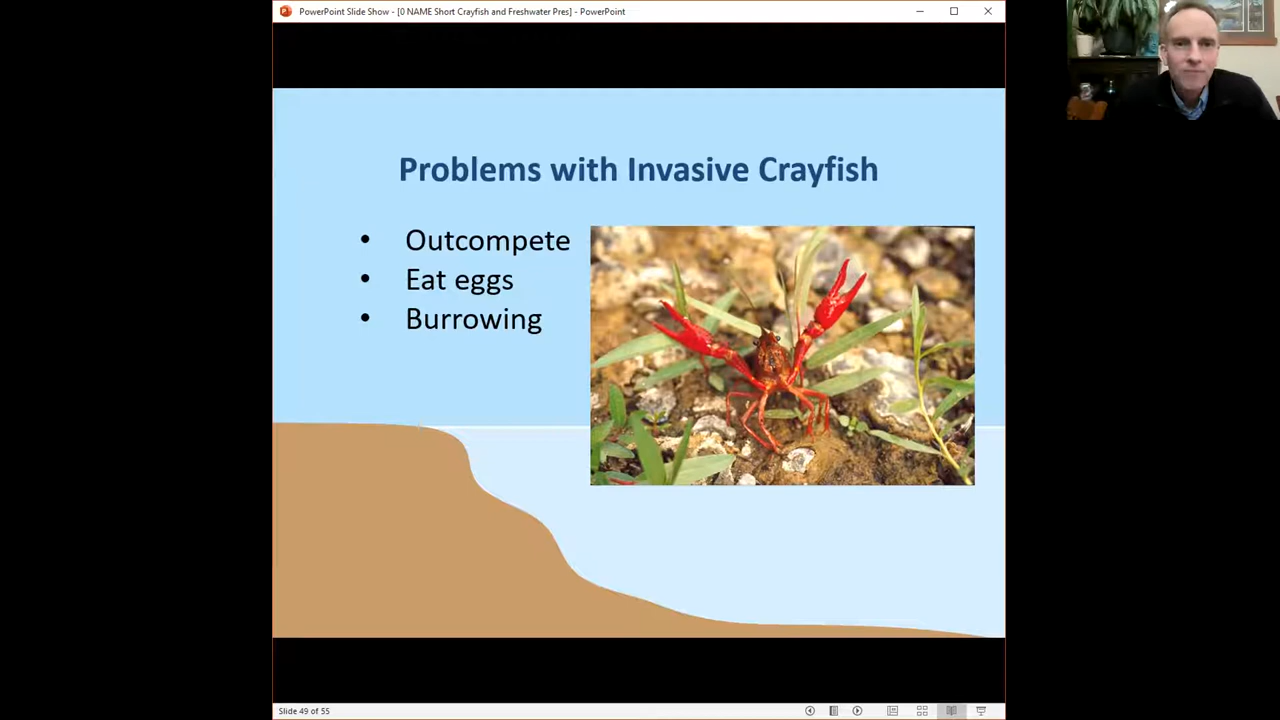 PowerPoint Slide Show - [0 NAME Short Crayfish and Freshwater Pres] - PowerPoint
Problems with Invasive Crayfish
• Outcompete
• Eat eggs
• Burrowing
Slide 49 of 55